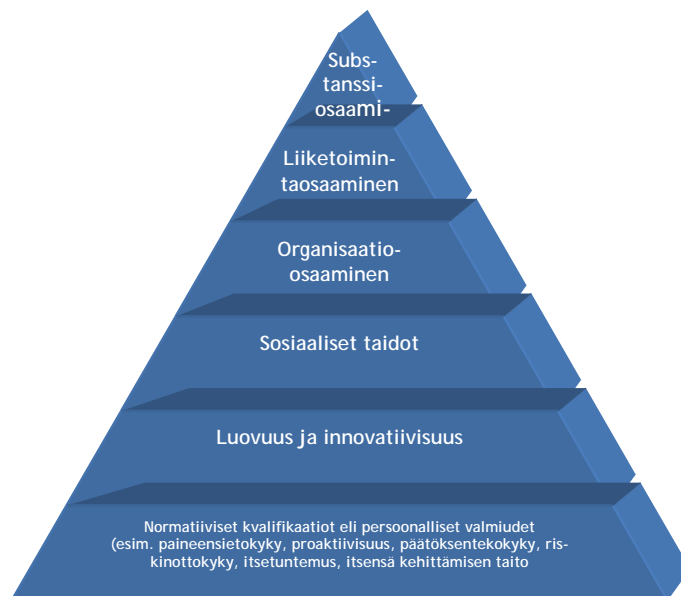 Subs-
tanssi-
osaami-
Liiketoimin-
taosaaminen
Organisaatio-
osaaminen
Sosiaaliset taidot
Luovuus ja innovatiivisuus
Normatiiviset kvalifikaatiot eli persoonalliset valmiudet
(esim. paineensietokyky, proaktiivisuus, päätöksentekokyky, ris-
kinottokyky, itsetuntemus, itsensä kehittämisen taito